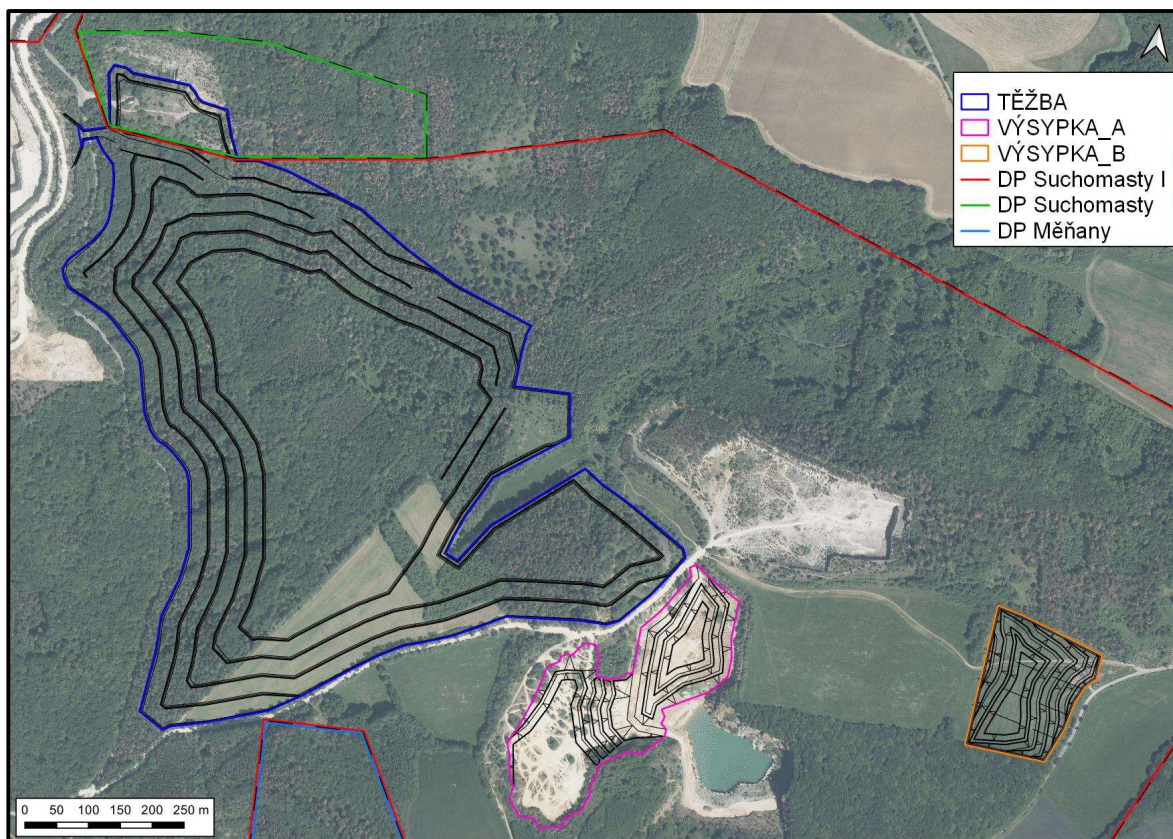 TĚŽBA
VÝSYPKA_A
VÝSYPKA_B
DP Suchomasty I
DP Suchomasty
DP Měňany
0 50 100 150 200 250 m